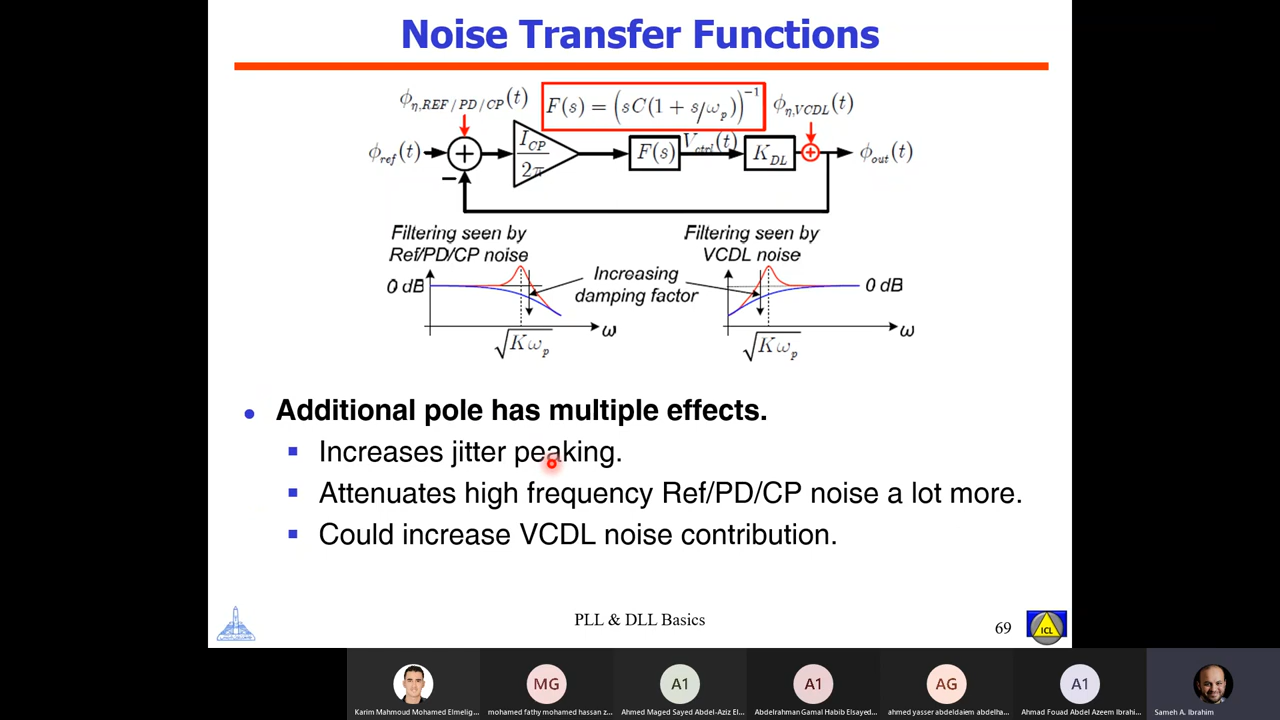 Noise Transfer Functions
ϕη,REF/PD/CP(t)
F(s) = (sC(1 + s/ωp))⁻¹
ϕη,VCDL(t)
ϕref(t)
+
−
ICP
2π
F(s)
Vctrl(t)
KDL
+
ϕout(t)
Filtering seen by
Ref/PD/CP noise
Filtering seen by
VCDL noise
0 dB
Increasing
damping factor
0 dB
ω
ω
√Kωp
√Kωp
• Additional pole has multiple effects.
▪ Increases jitter peaking.
▪ Attenuates high frequency Ref/PD/CP noise a lot more.
▪ Could increase VCDL noise contribution.
PLL & DLL Basics
69
ICL
MG
A1
A1
AG
A1
Karim Mahmoud Mohamed Elmelig...
mohamed fathy mohamed hassan z...
Ahmed Maged Sayed Abdel-Aziz El...
Abdelrahman Gamal Habib Elsayed...
ahmed yasser abdeldaiem abdelha...
Ahmad Fouad Abdel Azeem Ibrahi...
Sameh A. Ibrahim